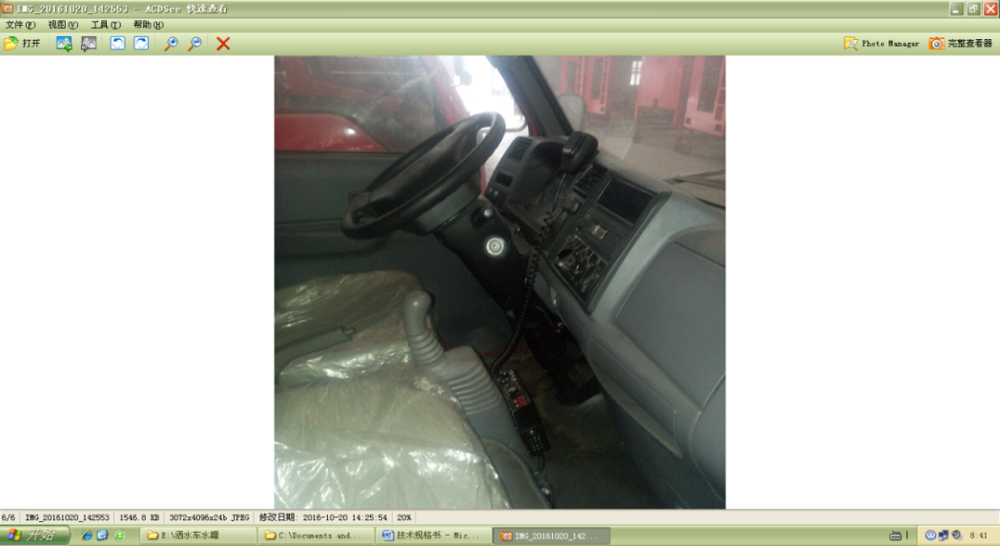 IMG_20161020_142553 - ACDSee 快速查看
文件(F) 视图(V) 工具(T) 帮助(H)
打开 Photo Manager 完整查看器
6/6 IMG_20161020_142553 1546.8 KB 3072x4096x24b JPEG 修改日期: 2016-10-20 14:25:54 20%
开始 E:\洒水车水罐 C:\Documents and... 技术规格书 - Mic... IMG_20161020_142... 8:41